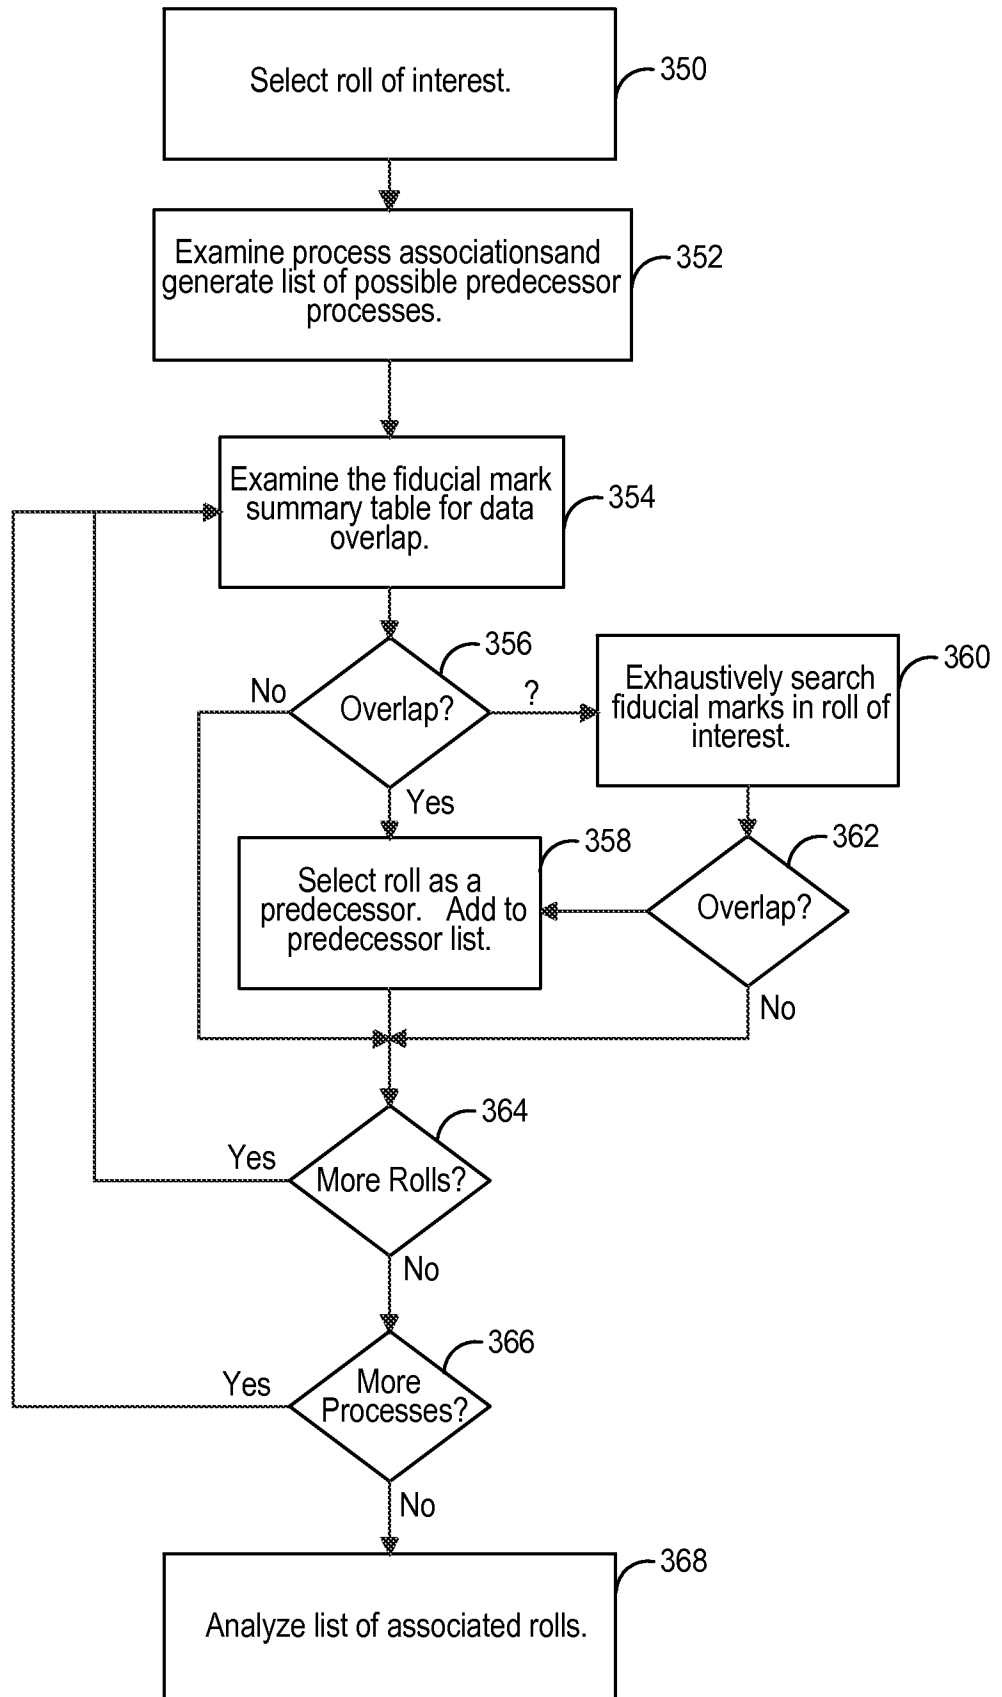 Select roll of interest.
350
Examine process associationsand
generate list of possible predecessor
processes.
352
Examine the fiducial mark
summary table for data
overlap.
354
356
No
Overlap?
?
Yes
Exhaustively search
fiducial marks in roll of
interest.
360
358
Select roll as a
predecessor. Add to
predecessor list.
362
Overlap?
No
364
Yes
More Rolls?
No
366
Yes
More
Processes?
No
368
Analyze list of associated rolls.